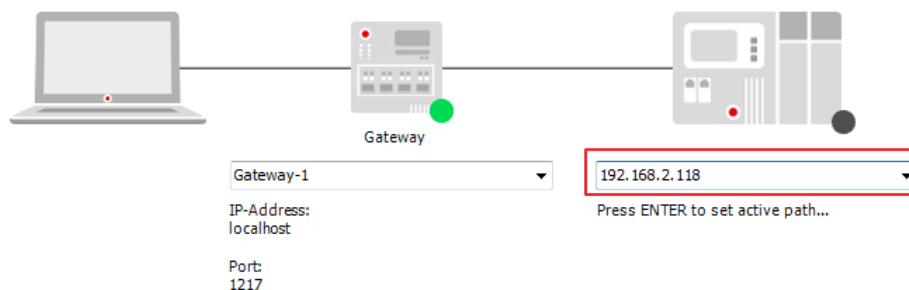 Gateway
Gateway-1
192.168.2.118
IP-Address:
localhost
Press ENTER to set active path...
Port:
1217